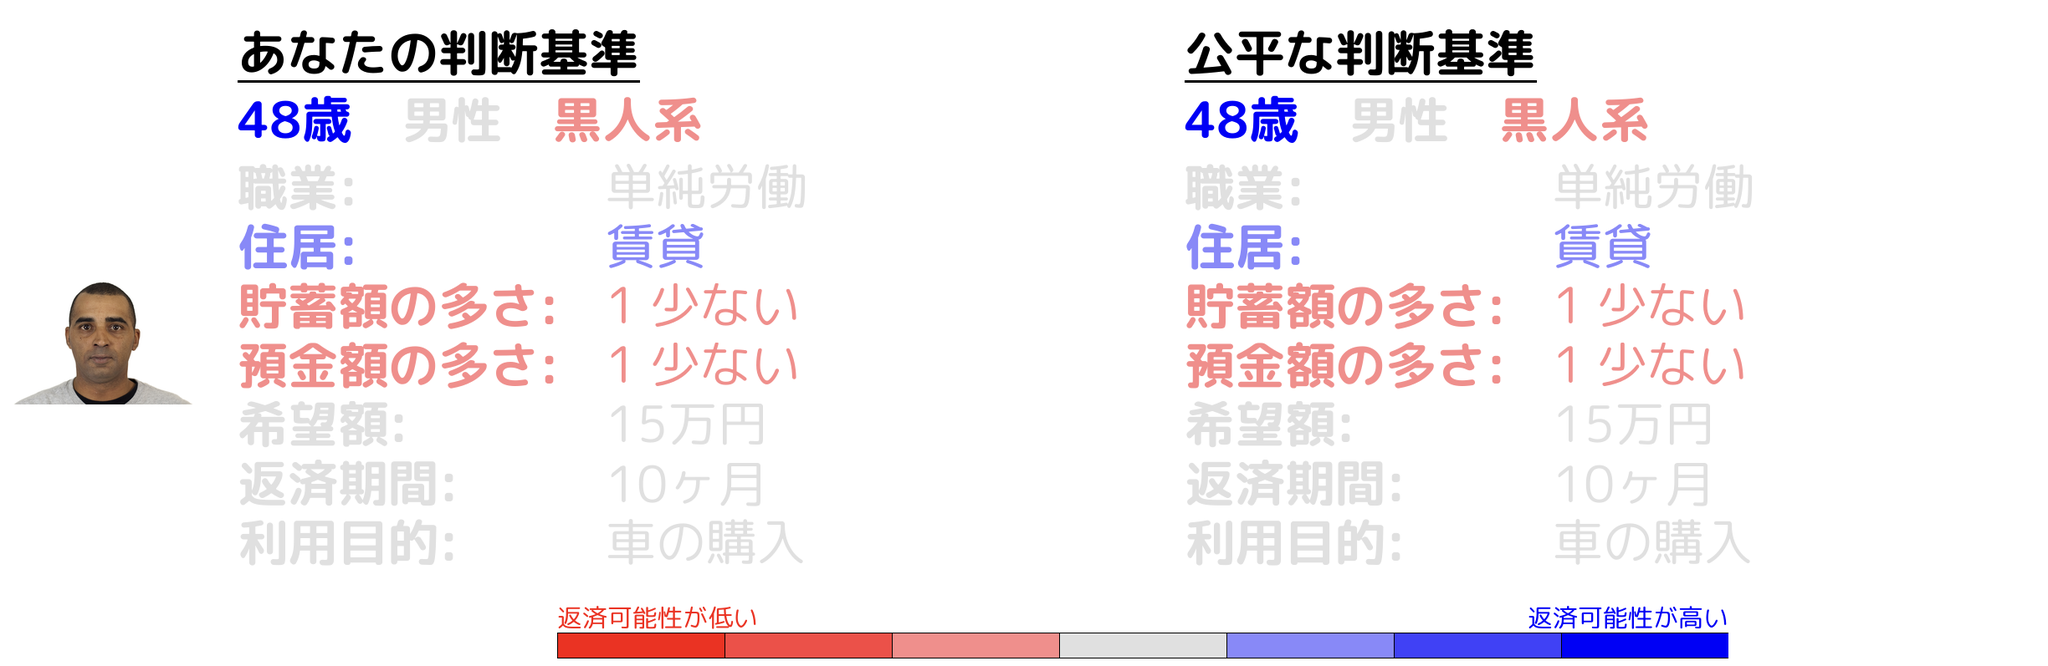 あなたの判断基準
48歳 男性 黒人系
職業: 単純労働
住居: 賃貸
貯蓄額の多さ: 1 少ない
預金額の多さ: 1 少ない
希望額: 15万円
返済期間: 10ヶ月
利用目的: 車の購入
公平な判断基準
48歳 男性 黒人系
職業: 単純労働
住居: 賃貸
貯蓄額の多さ: 1 少ない
預金額の多さ: 1 少ない
希望額: 15万円
返済期間: 10ヶ月
利用目的: 車の購入
返済可能性が低い
返済可能性が高い